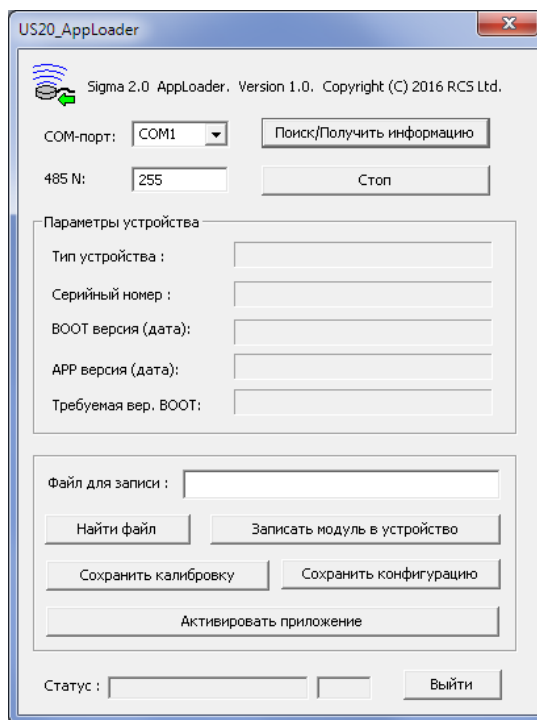 US20_AppLoader
Sigma 2.0 AppLoader. Version 1.0. Copyright (C) 2016 RCS Ltd.
COM-порт: COM1 Поиск/Получить информацию
485 N: 255 Стоп
Параметры устройства
Тип устройства :
Серийный номер :
BOOT версия (дата):
APP версия (дата):
Требуемая вер. BOOT:
Файл для записи :
Найти файл Записать модуль в устройство
Сохранить калибровку Сохранить конфигурацию
Активировать приложение
Статус : Выйти